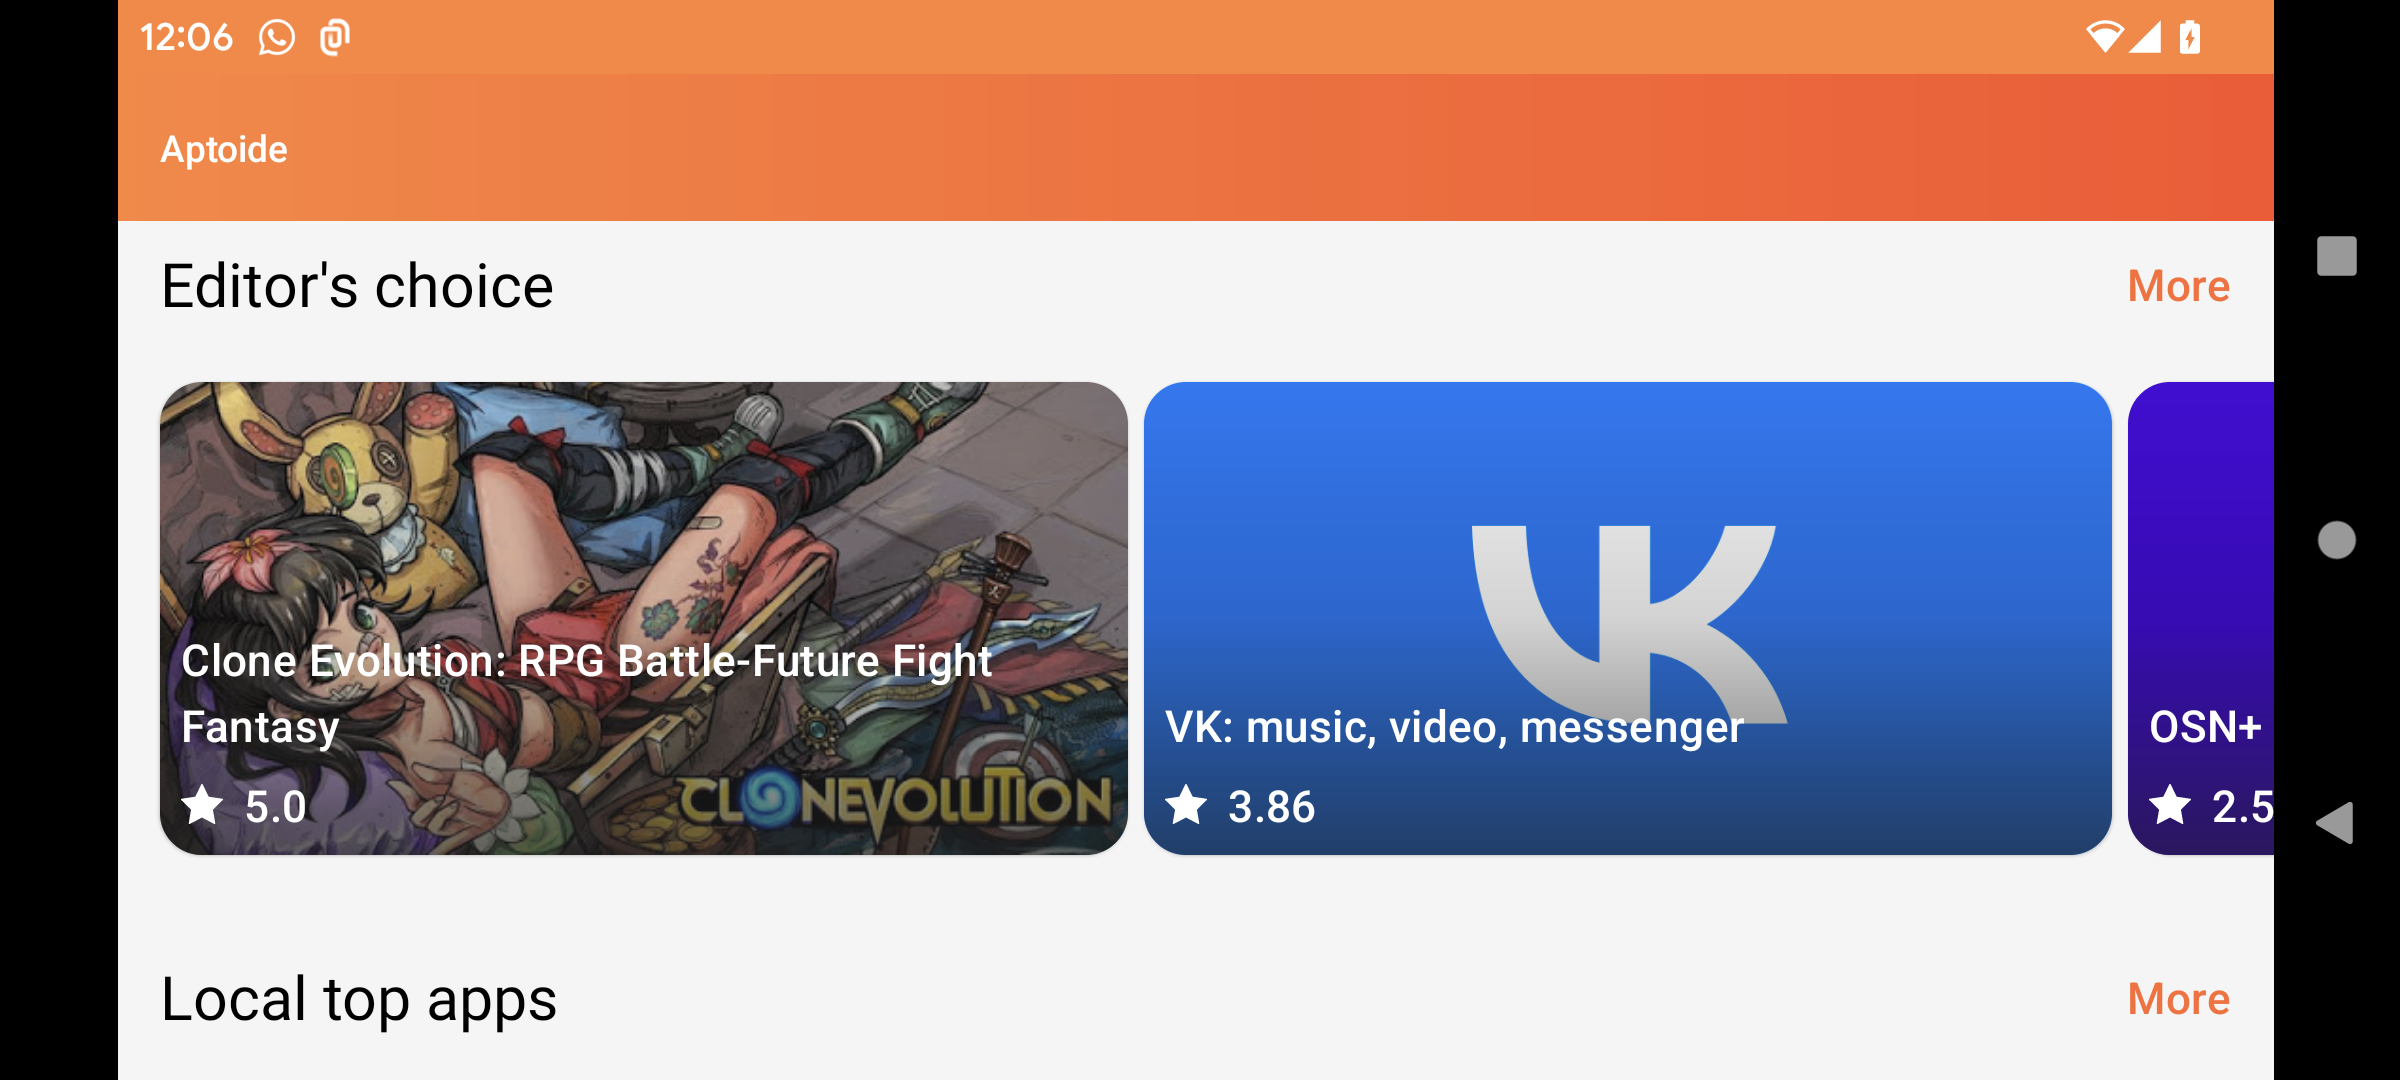 12:06
Aptoide
Editor's choice
More
Clone Evolution: RPG Battle-Future Fight
Fantasy
5.0
CLONEVOLUTION
VK
VK: music, video, messenger
3.86
OSN+
2.5
Local top apps
More